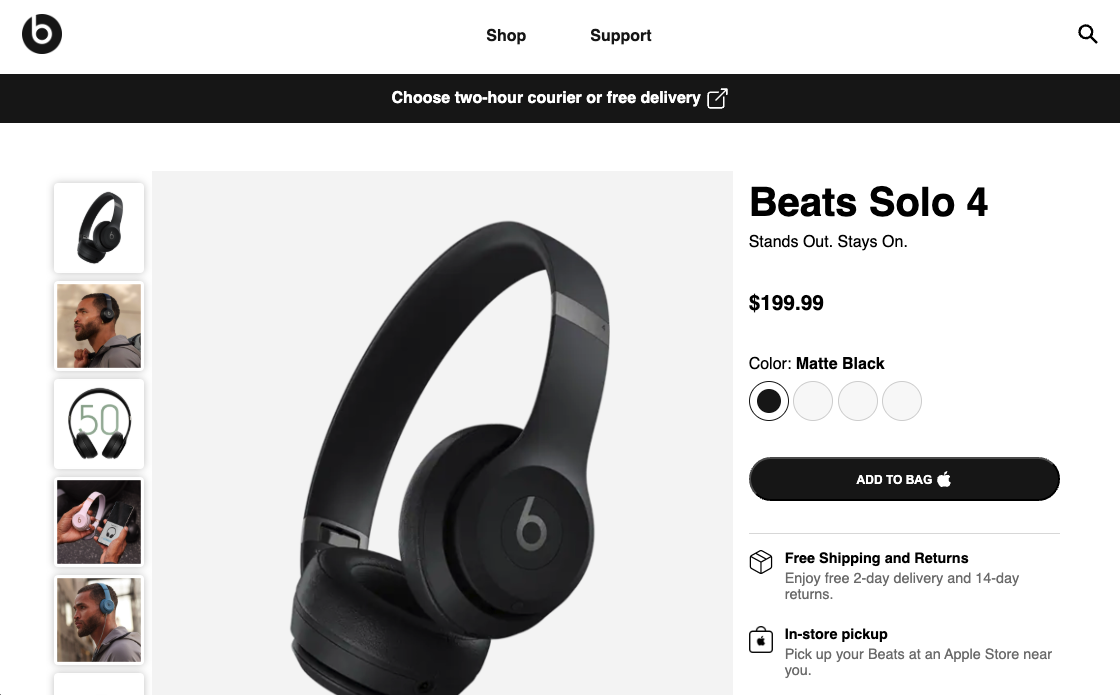 Shop
Support
Choose two-hour courier or free delivery
Beats Solo 4
Stands Out. Stays On.
$199.99
Color: Matte Black
50
ADD TO BAG
Free Shipping and Returns
Enjoy free 2-day delivery and 14-day
returns.
In-store pickup
Pick up your Beats at an Apple Store near
you.